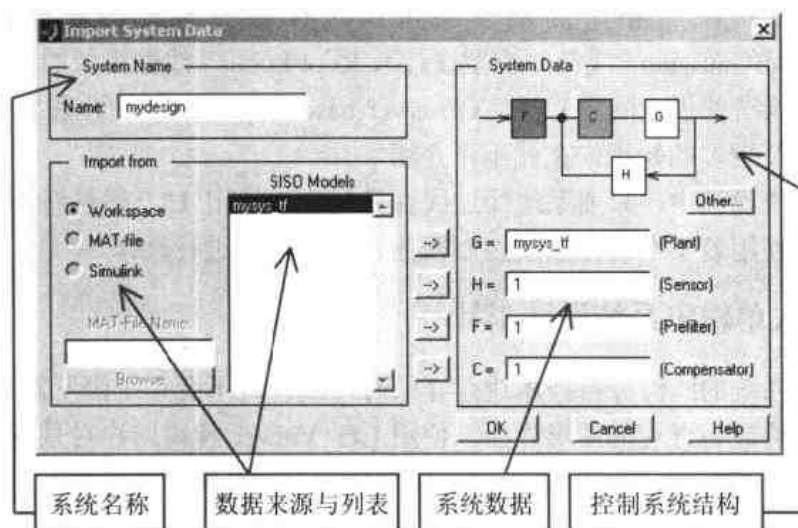 Import System Data
System Name
Name: mydesign
Import from
Workspace
MAT-file
Simulink
MAT-File Name:
Browse
SISO Models
mysys_tf
System Data
F
C
G
H
Other...
--> G = mysys_tf (Plant)
--> H = 1 (Sensor)
--> F = 1 (Prefilter)
--> C = 1 (Compensator)
OK Cancel Help
系统名称 数据来源与列表 系统数据 控制系统结构